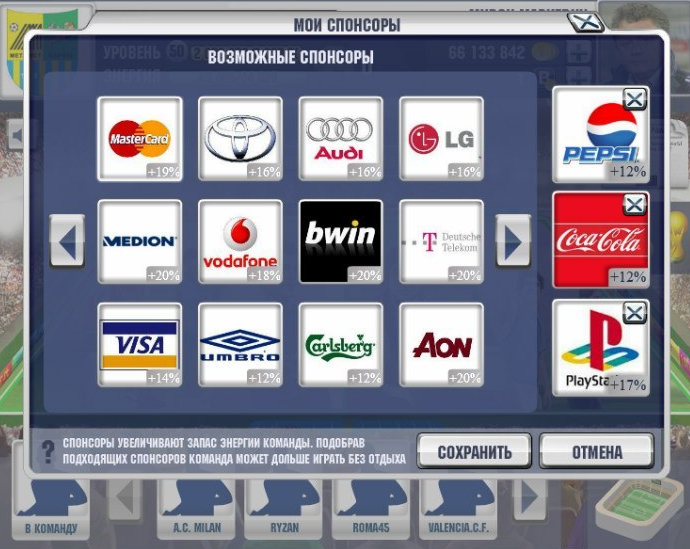 МОИ СПОНСОРЫ
УРОВЕНЬ 50
66 133 842
ЭНЕРГИЯ
ВОЗМОЖНЫЕ СПОНСОРЫ
MasterCard
+19%
+16%
Audi
+16%
LG
+16%
PEPSI
+12%
MEDION
+20%
vodafone
+18%
bwin
+20%
T Deutsche
Telekom
+20%
Coca-Cola
+12%
VISA
+14%
UMBRO
+12%
Carlsberg
+12%
AON
+20%
PlaySta
+17%
? СПОНСОРЫ УВЕЛИЧИВАЮТ ЗАПАС ЭНЕРГИИ КОМАНДЫ. ПОДОБРАВ
ПОДХОДЯЩИХ СПОНСОРОВ КОМАНДА МОЖЕТ ДОЛЬШЕ ИГРАТЬ БЕЗ ОТДЫХА
СОХРАНИТЬ
ОТМЕНА
В КОМАНДУ
A.C. MILAN
RYZAN
ROMA45
VALENCIA.C.F.